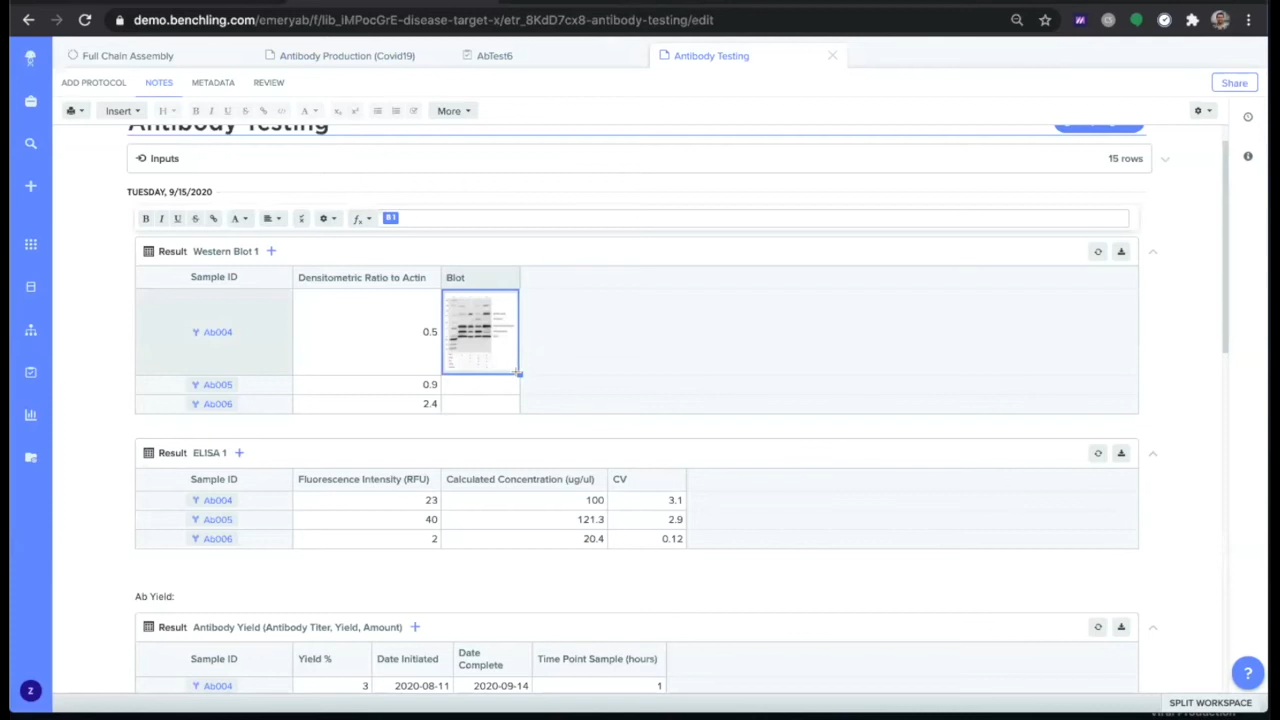 demo.benchling.com/emeryab/f/lib_iMPocGrE-disease-target-x/etr_8KdD7cx8-antibody-testing/edit
Full Chain Assembly
Antibody Production (Covid19)
AbTest6
Antibody Testing
ADD PROTOCOL
NOTES
METADATA
REVIEW
Share
Insert
H
B I U S
A
More
Antibody Testing
Inputs
15 rows
TUESDAY, 9/15/2020
B I U S
A
fx
B1
Result Western Blot 1 +
Sample ID Densitometric Ratio to Actin Blot
Ab004 0.5
Ab005 0.9
Ab006 2.4
Result ELISA 1 +
Sample ID Fluorescence Intensity (RFU) Calculated Concentration (ug/ul) CV
Ab004 23 100 3.1
Ab005 40 121.3 2.9
Ab006 2 20.4 0.12
Ab Yield:
Result Antibody Yield (Antibody Titer, Yield, Amount) +
Sample ID Yield % Date Initiated Date Complete Time Point Sample (hours)
Ab004 3 2020-08-11 2020-09-14 1
Z
?
SPLIT WORKSPACE